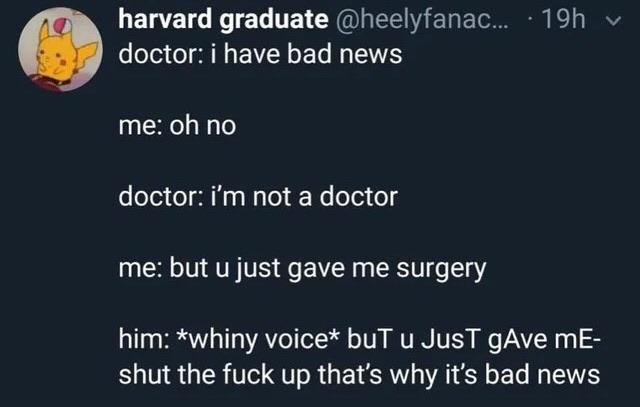 harvard graduate @heelyfanac... · 19h
doctor: i have bad news
me: oh no
doctor: i'm not a doctor
me: but u just gave me surgery
him: *whiny voice* buT u JusT gAve mE-
shut the fuck up that's why it's bad news